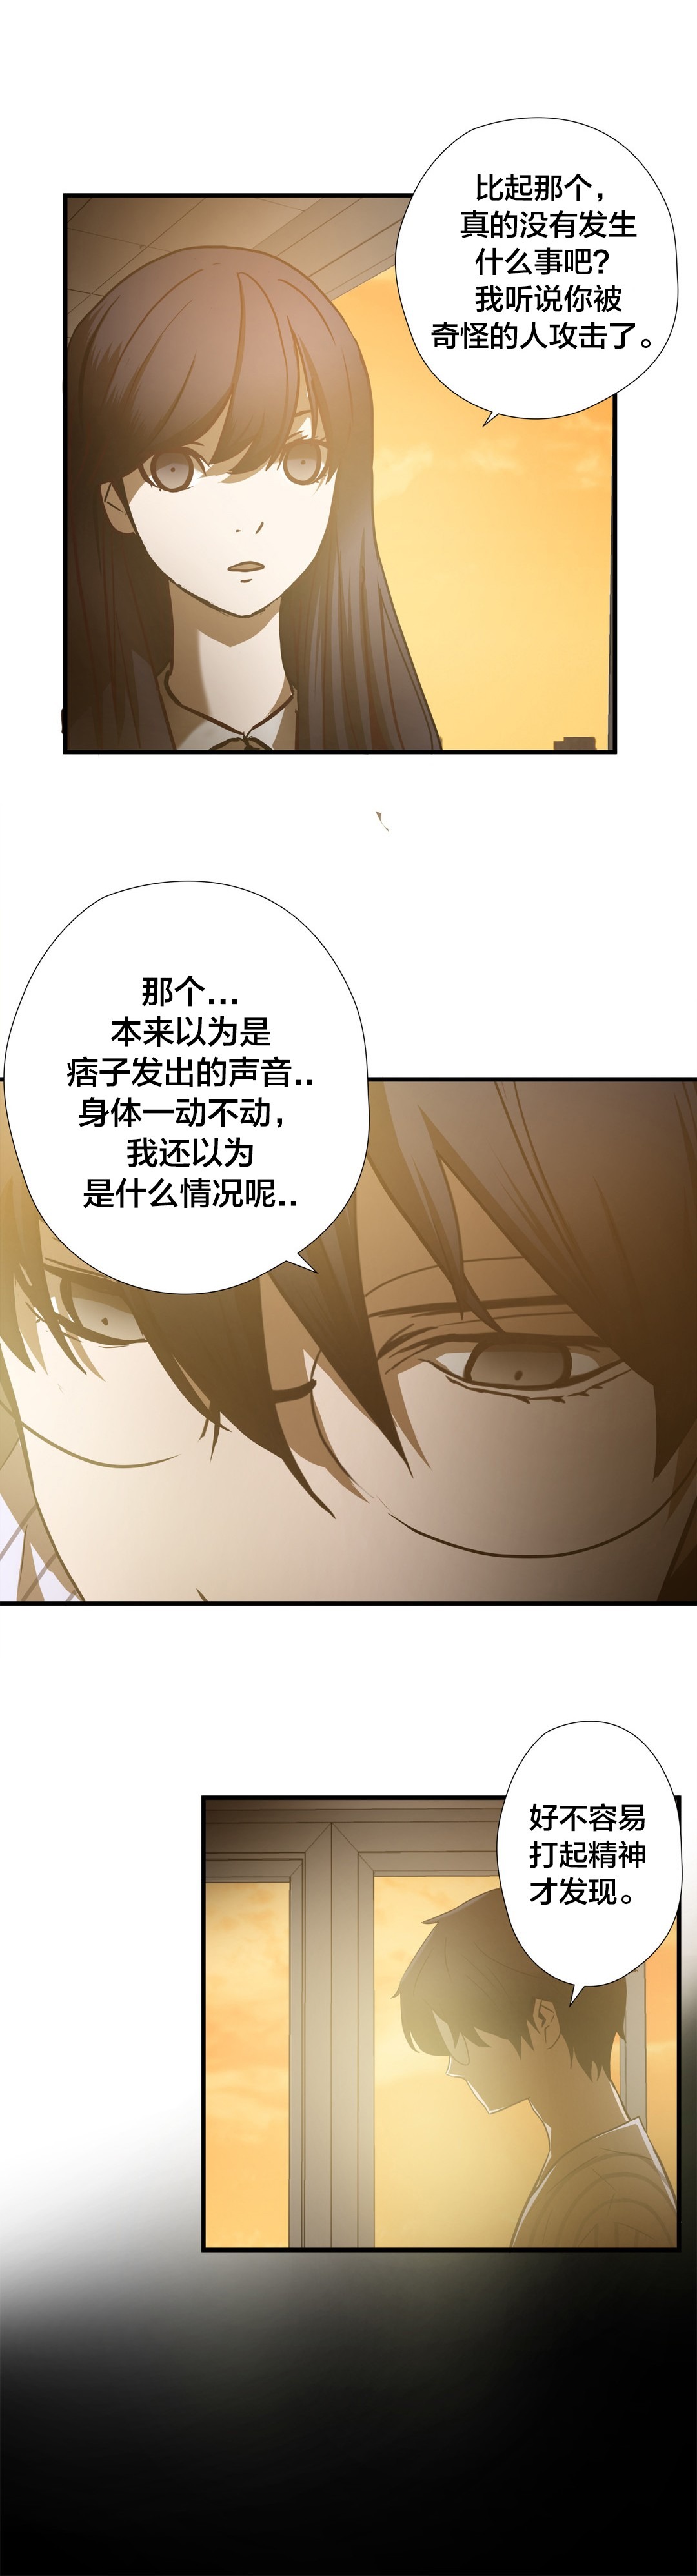 比起那个，
真的没有发生
什么事吧？
我听说你被
奇怪的人攻击了。
那个...
本来以为是
痞子发出的声音..
身体一动不动，
我还以为
是什么情况呢..
好不容易
打起精神
才发现。